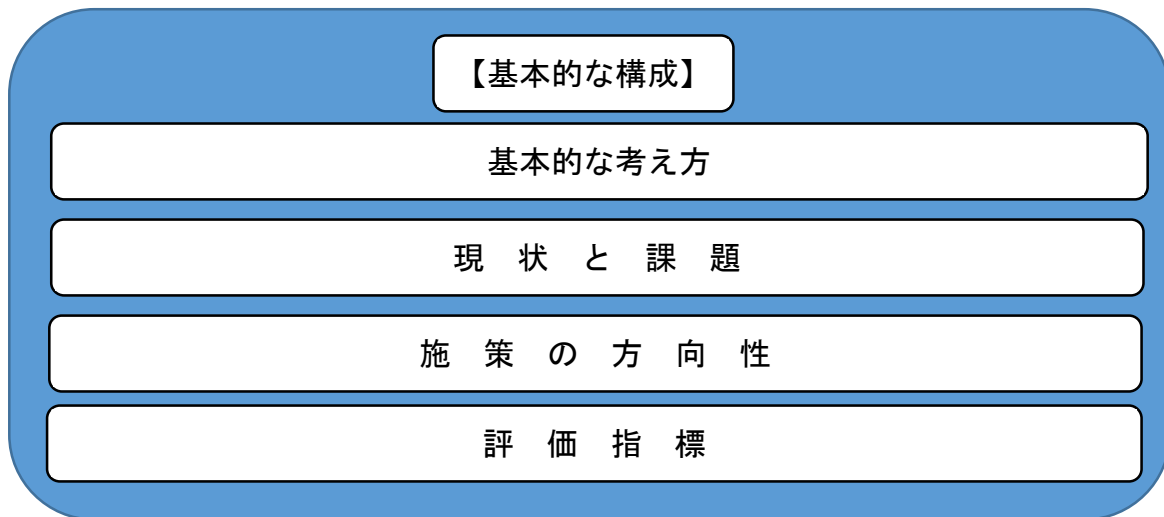 【基本的な構成】
基本的な考え方
現　状　と　課　題
施　策　の　方　向　性
評　価　指　標